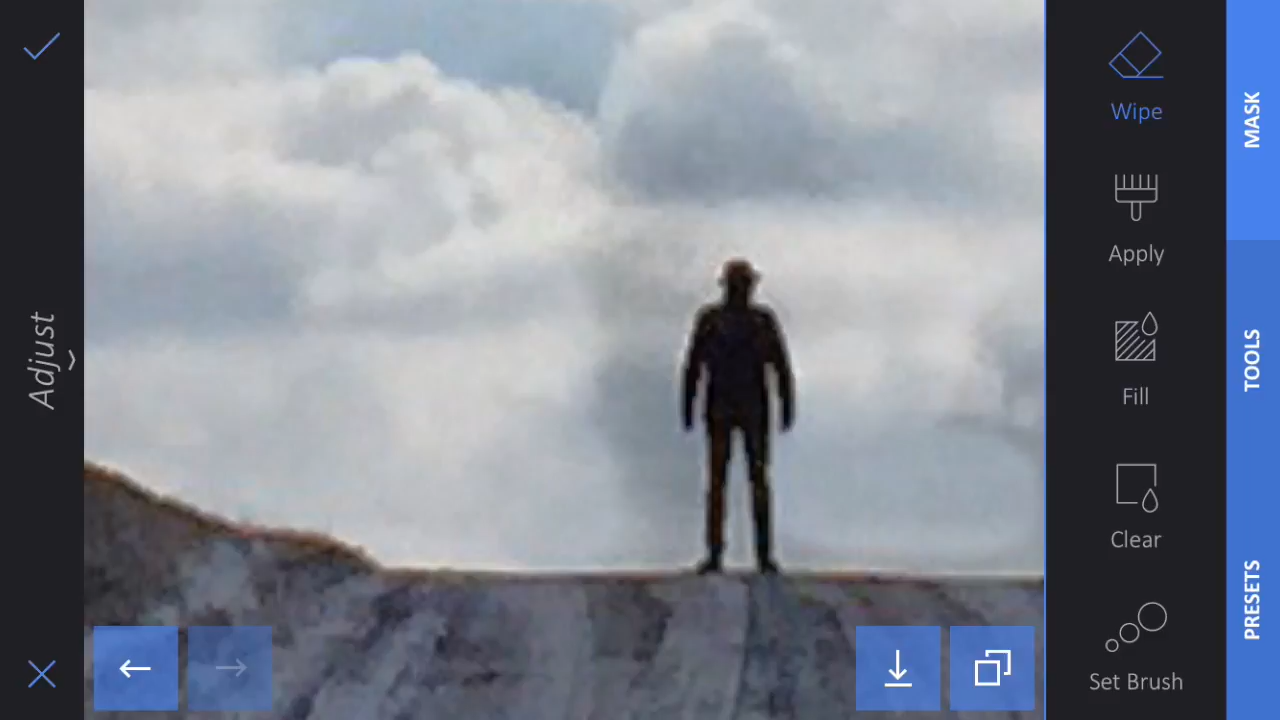 Adjust
Wipe
Apply
Fill
Clear
Set Brush
MASK
TOOLS
PRESETS